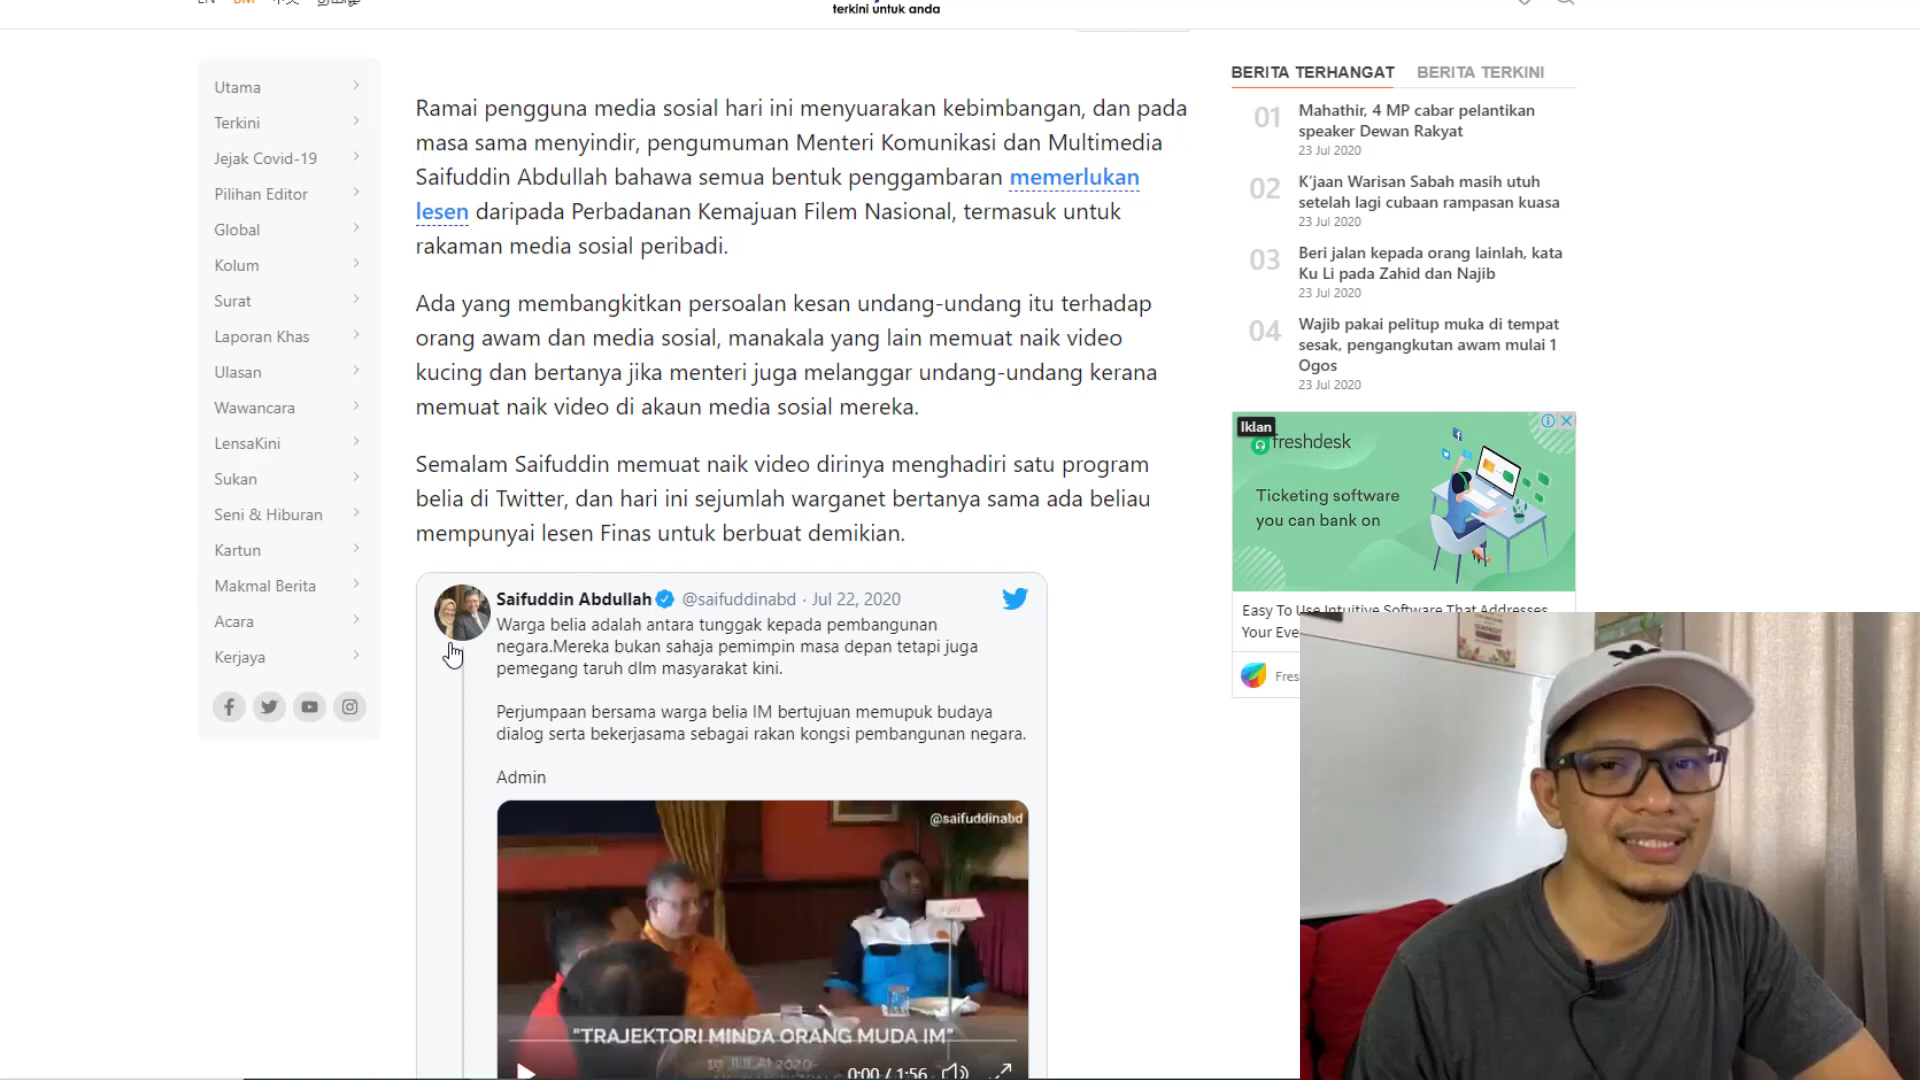 terkini untuk anda
Utama
Terkini
Jejak Covid-19
Pilihan Editor
Global
Kolum
Surat
Laporan Khas
Ulasan
Wawancara
LensaKini
Sukan
Seni & Hiburan
Kartun
Makmal Berita
Acara
Kerjaya
Ramai pengguna media sosial hari ini menyuarakan kebimbangan, dan pada
masa sama menyindir, pengumuman Menteri Komunikasi dan Multimedia
Saifuddin Abdullah bahawa semua bentuk penggambaran memerlukan
lesen daripada Perbadanan Kemajuan Filem Nasional, termasuk untuk
rakaman media sosial peribadi.
Ada yang membangkitkan persoalan kesan undang-undang itu terhadap
orang awam dan media sosial, manakala yang lain memuat naik video
kucing dan bertanya jika menteri juga melanggar undang-undang kerana
memuat naik video di akaun media sosial mereka.
Semalam Saifuddin memuat naik video dirinya menghadiri satu program
belia di Twitter, dan hari ini sejumlah warganet bertanya sama ada beliau
mempunyai lesen Finas untuk berbuat demikian.
Saifuddin Abdullah @saifuddinabd · Jul 22, 2020
Warga belia adalah antara tunggak kepada pembangunan
negara.Mereka bukan sahaja pemimpin masa depan tetapi juga
pemegang taruh dlm masyarakat kini.
Perjumpaan bersama warga belia IM bertujuan memupuk budaya
dialog serta bekerjasama sebagai rakan kongsi pembangunan negara.
Admin
@saifuddinabd
"TRAJEKTORI MINDA ORANG MUDA IM"
0:00 / 1:56
BERITA TERHANGAT BERITA TERKINI
01 Mahathir, 4 MP cabar pelantikan
speaker Dewan Rakyat
23 Jul 2020
02 K'jaan Warisan Sabah masih utuh
setelah lagi cubaan rampasan kuasa
23 Jul 2020
03 Beri jalan kepada orang lainlah, kata
Ku Li pada Zahid dan Najib
23 Jul 2020
04 Wajib pakai pelitup muka di tempat
sesak, pengangkutan awam mulai 1
Ogos
23 Jul 2020
Iklan
freshdesk
Ticketing software
you can bank on
Easy To Use Intuitive Software That Addresses
Your Eve
Fres